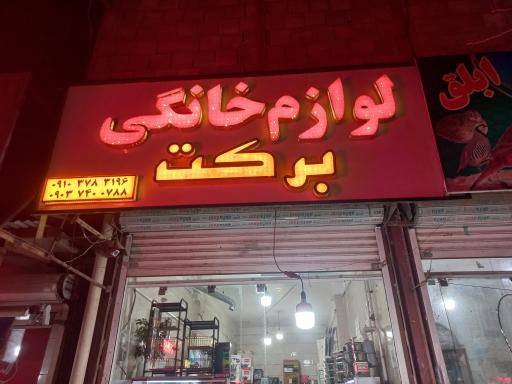 لوازم خانگی
برکت
۰۹۱۰ ۳۷۸ ۳۱۹۶
۰۹۰۳ ۷۴۰ ۰۷۸۸
ابلق